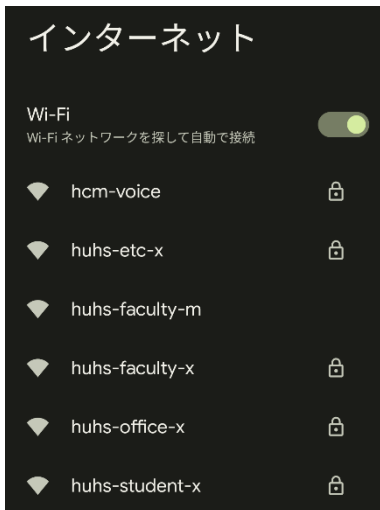 インターネット
Wi-Fi
Wi-Fi ネットワークを探して自動で接続
hcm-voice
huhs-etc-x
huhs-faculty-m
huhs-faculty-x
huhs-office-x
huhs-student-x